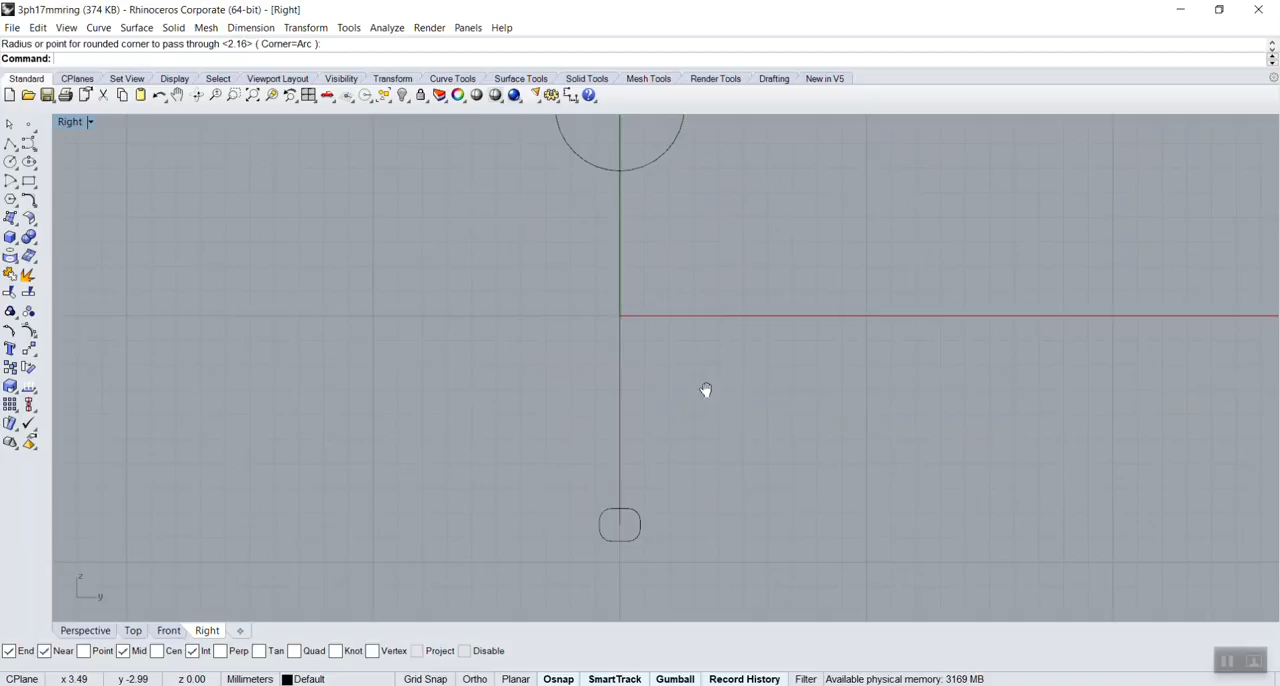 3ph17mmring (374 KB) - Rhinoceros Corporate (64-bit) - [Right]
File Edit View Curve Surface Solid Mesh Dimension Transform Tools Analyze Render Panels Help
Radius or point for rounded corner to pass through <2.16> ( Corner=Arc ):
Command:
Standard CPlanes Set View Display Select Viewport Layout Visibility Transform Curve Tools Surface Tools Solid Tools Mesh Tools Render Tools Drafting New in V5
Right
z
y
Perspective Top Front Right
End Near Point Mid Cen Int Perp Tan Quad Knot Vertex Project Disable
CPlane x 3.49 y -2.99 z 0.00 Millimeters Default Grid Snap Ortho Planar Osnap SmartTrack Gumball Record History Filter Available physical memory: 3169 MB